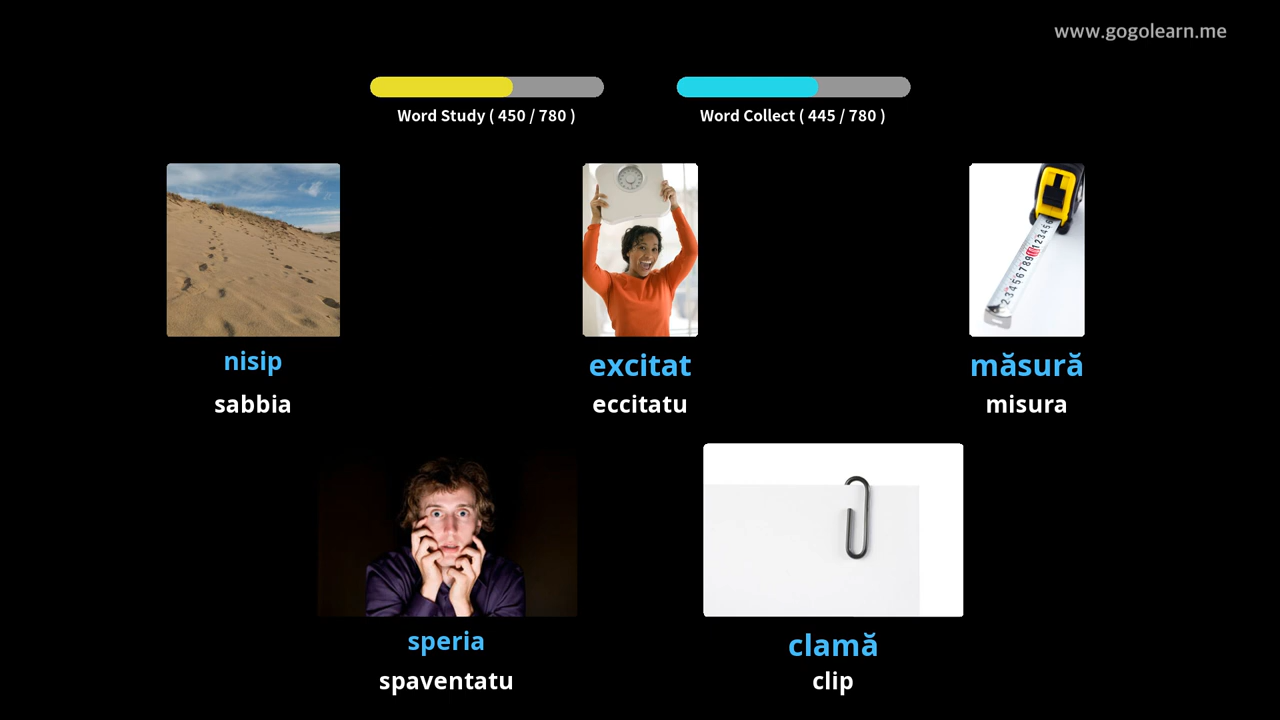 www.gogolearn.me
Word Study ( 450 / 780 )
Word Collect ( 445 / 780 )
nisip
sabbia
excitat
eccitatu
măsură
misura
speria
spaventatu
clamă
clip